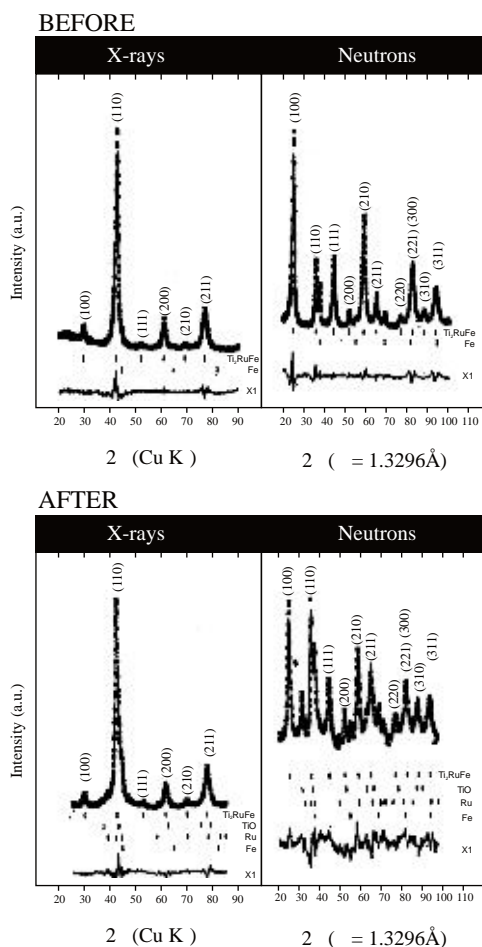 BEFORE
X-rays
Neutrons
Intensity (a.u.)
(100)
(110)
(111)
(200)
(210)
(211)
Ti₂RuFe
Fe
X1
20 30 40 50 60 70 80 90
2 (Cu K )
(100)
(110)
(111)
(200)
(210)
(211)
(220)
(221) (300)
(310)
(311)
Ti₂RuFe
Fe
X1
20 30 40 50 60 70 80 90 100 110
2 ( = 1.3296Å)
AFTER
X-rays
Neutrons
Intensity (a.u.)
(100)
(110)
(111)
(200)
(210)
(211)
Ti₂RuFe
TiO
Ru
Fe
X1
20 30 40 50 60 70 80 90
2 (Cu K )
(100)
(110)
(111)
(200)
(210)
(211)
(220)
(221) (300)
(310)
(311)
Ti₂RuFe
TiO
Ru
Fe
X1
20 30 40 50 60 70 80 90 100 110
2 ( = 1.3296Å)